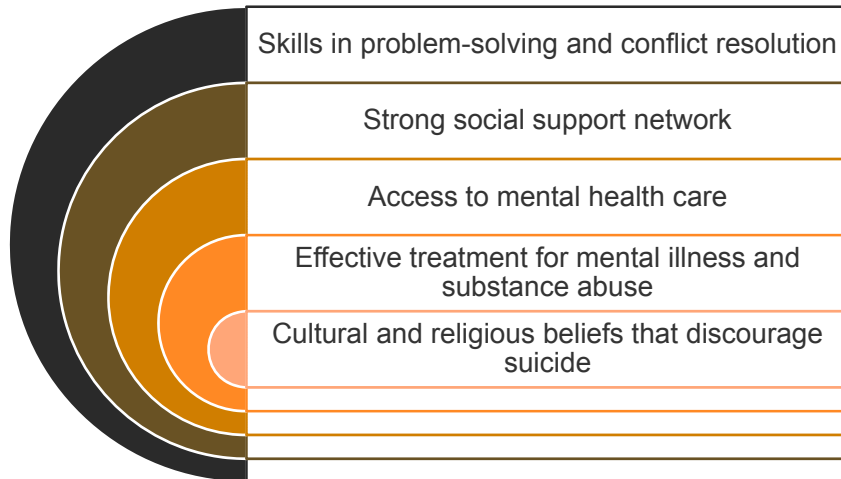 Skills in problem-solving and conflict resolution
Strong social support network
Access to mental health care
Effective treatment for mental illness and
substance abuse
Cultural and religious beliefs that discourage
suicide